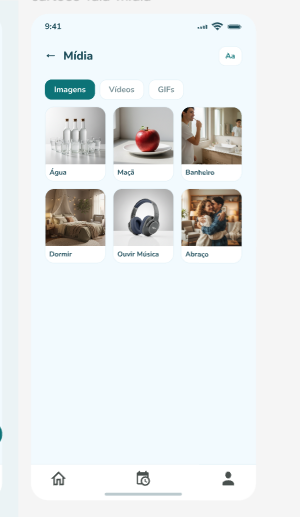 9:41
← Mídia
Aa
Imagens Vídeos GIFs
Água Maçã Banheiro
Dormir Ouvir Música Abraço